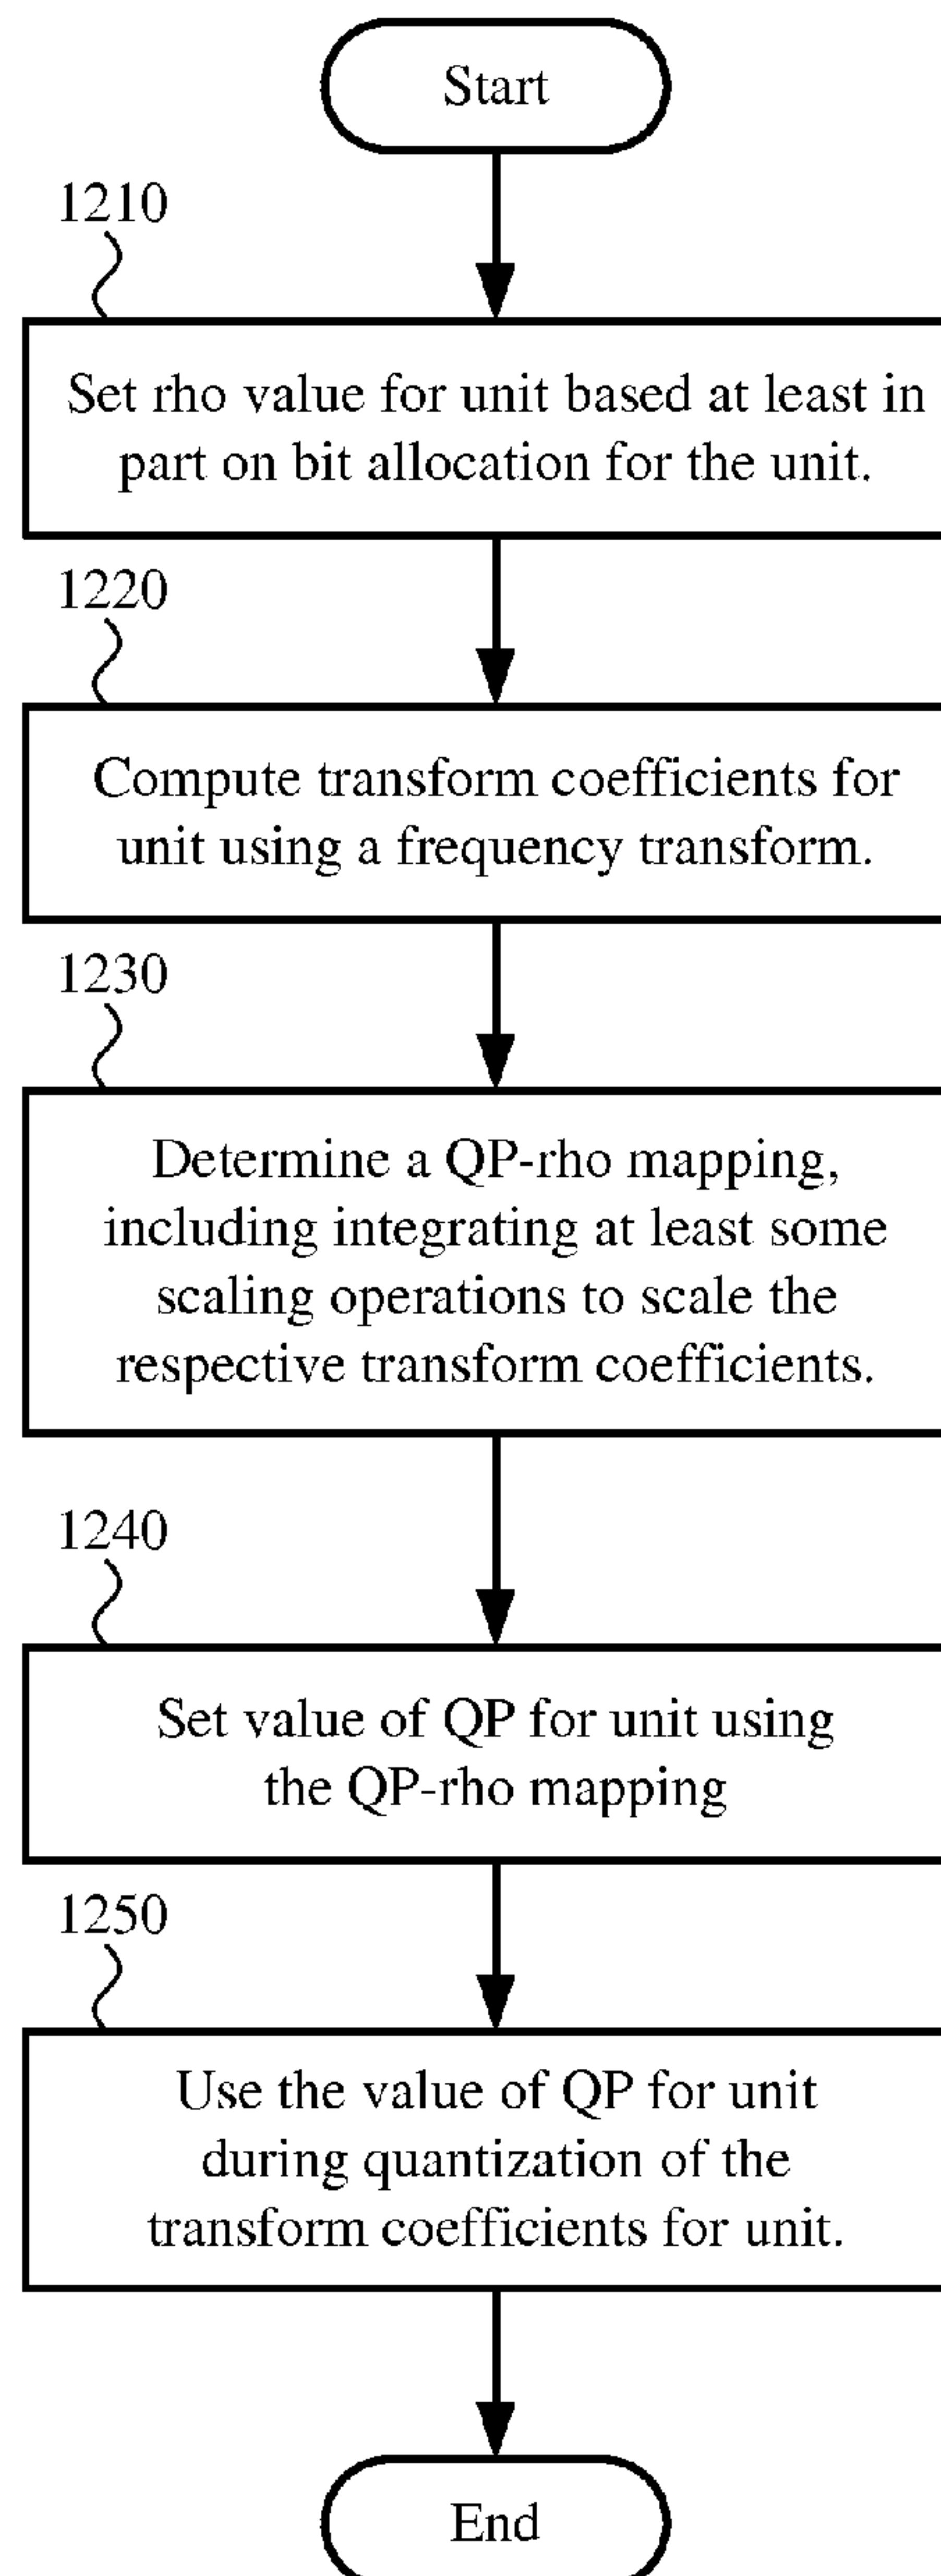 Start
1210
Set rho value for unit based at least in
part on bit allocation for the unit.
1220
Compute transform coefficients for
unit using a frequency transform.
1230
Determine a QP-rho mapping,
including integrating at least some
scaling operations to scale the
respective transform coefficients.
1240
Set value of QP for unit using
the QP-rho mapping
1250
Use the value of QP for unit
during quantization of the
transform coefficients for unit.
End